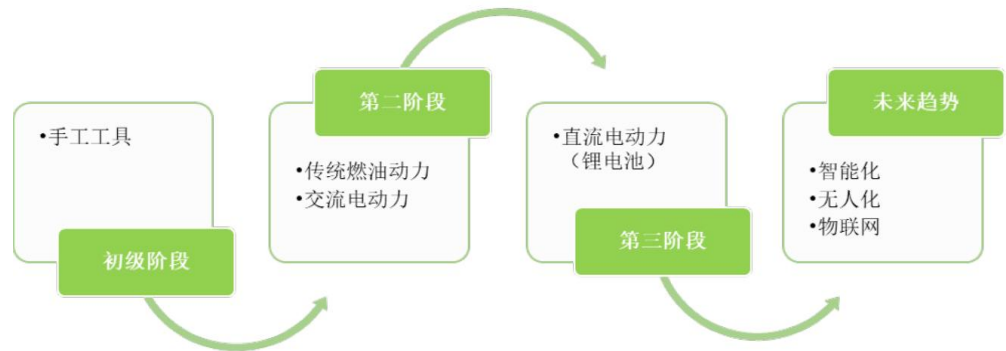 •手工工具
初级阶段
第二阶段
•传统燃油动力
•交流电动力
•直流电动力
（锂电池）
第三阶段
未来趋势
•智能化
•无人化
•物联网